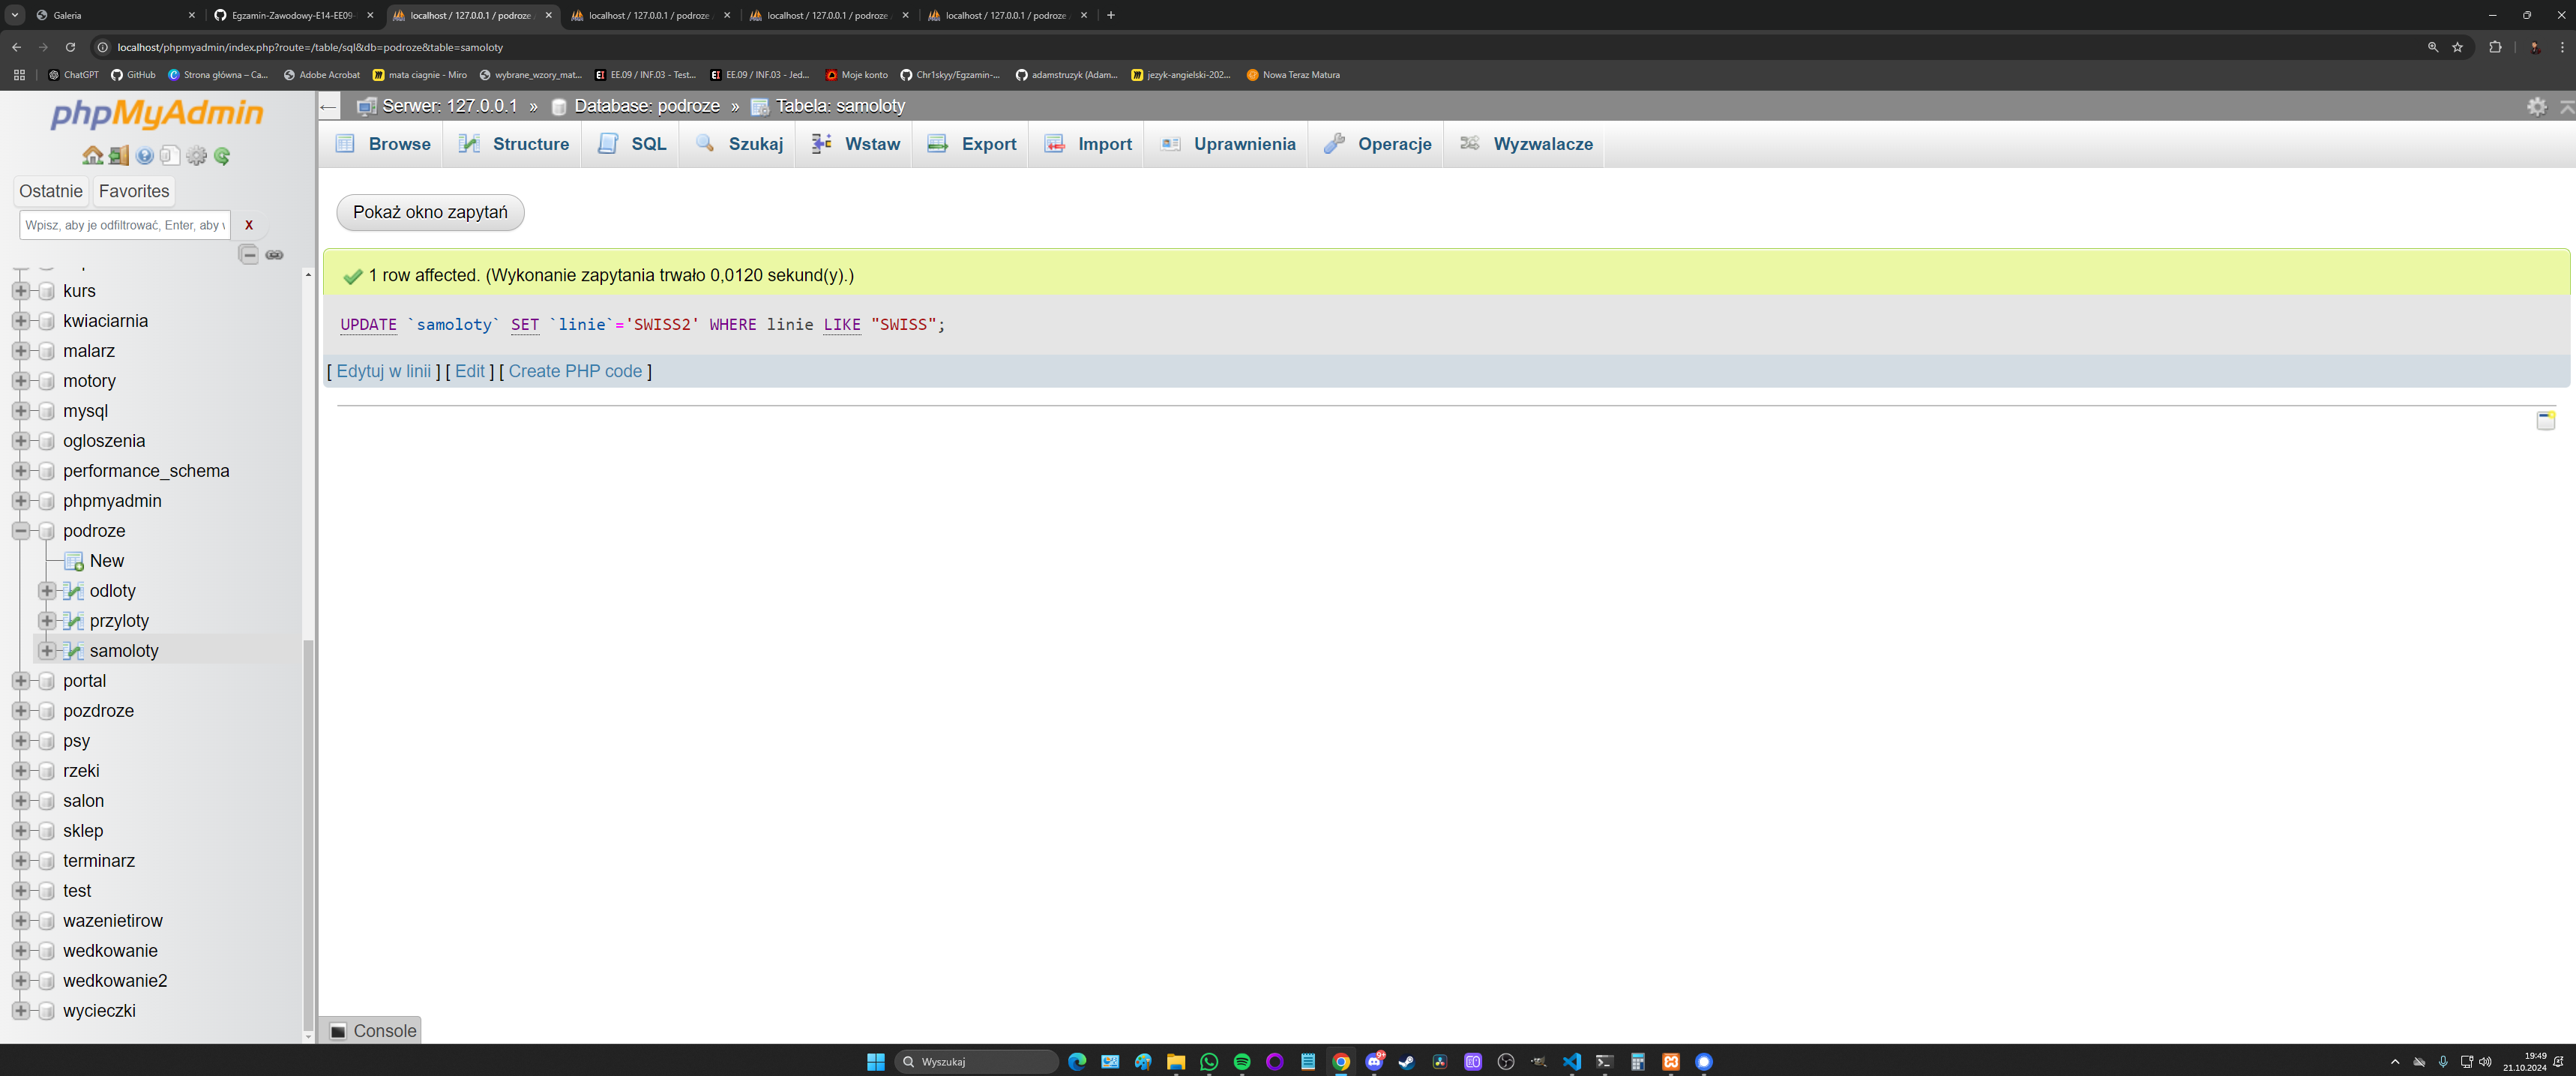 Galeria
Egzamin-Zawodowy-E14-EE09-
localhost / 127.0.0.1 / podroze
localhost / 127.0.0.1 / podroze
localhost / 127.0.0.1 / podroze
localhost / 127.0.0.1 / podroze
localhost/phpmyadmin/index.php?route=/table/sql&db=podroze&table=samoloty
ChatGPT
GitHub
Strona główna – Ca...
Adobe Acrobat
mata ciagnie - Miro
wybrane_wzory_mat...
EE.09 / INF.03 - Test...
EE.09 / INF.03 - Jed...
Moje konto
Chr1skyy/Egzamin-...
adamstruzyk (Adam...
jezyk-angielski-202...
Nowa Teraz Matura
phpMyAdmin
Ostatnie Favorites
Wpisz, aby je odfiltrować, Enter, aby X
kurs
kwiaciarnia
malarz
motory
mysql
ogloszenia
performance_schema
phpmyadmin
podroze
New
odloty
przyloty
samoloty
portal
pozdroze
psy
rzeki
salon
sklep
terminarz
test
wazenietirow
wedkowanie
wedkowanie2
wycieczki
Serwer: 127.0.0.1 » Database: podroze » Tabela: samoloty
Browse Structure SQL Szukaj Wstaw Export Import Uprawnienia Operacje Wyzwalacze
Pokaż okno zapytań
1 row affected. (Wykonanie zapytania trwało 0,0120 sekund(y).)
UPDATE `samoloty` SET `linie`='SWISS2' WHERE linie LIKE "SWISS";
[ Edytuj w linii ] [ Edit ] [ Create PHP code ]
Console
Wyszukaj
9+
19:49
21.10.2024